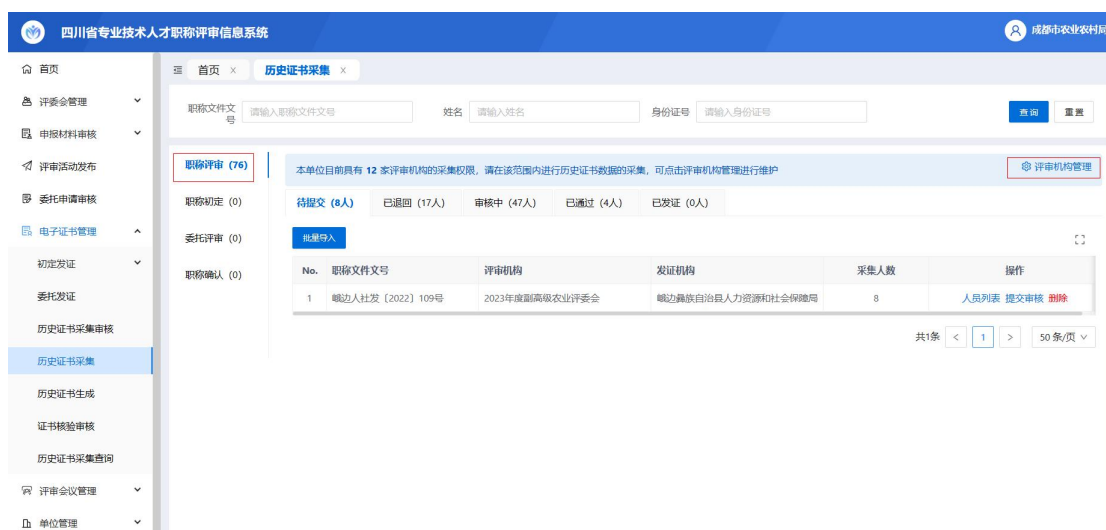 四川省专业技术人才职称评审信息系统
成都市农业农村局
首页
评委会管理
申报材料审核
评审活动发布
委托申请审核
电子证书管理
初定发证
委托发证
历史证书采集审核
历史证书采集
历史证书生成
证书核验审核
历史证书采集查询
评审会议管理
单位管理
首页 × 历史证书采集 ×
职称文件文号 请输入职称文件文号 姓名 请输入姓名 身份证号 请输入身份证号 查询 重置
职称评审 (76)
职称初定 (0)
委托评审 (0)
职称确认 (0)
本单位目前具有 12 家评审机构的采集权限，请在该范围内进行历史证书数据的采集，可点击评审机构管理进行维护 评审机构管理
待提交 (8人) 已退回 (17人) 审核中 (47人) 已通过 (4人) 已发证 (0人)
批量导入
No. 职称文件文号 评审机构 发证机构 采集人数 操作
1 峨边人社发〔2022〕109号 2023年度副高级农业评委会 峨边彝族自治县人力资源和社会保障局 8 人员列表 提交审核 删除
共1条 < 1 > 50 条/页